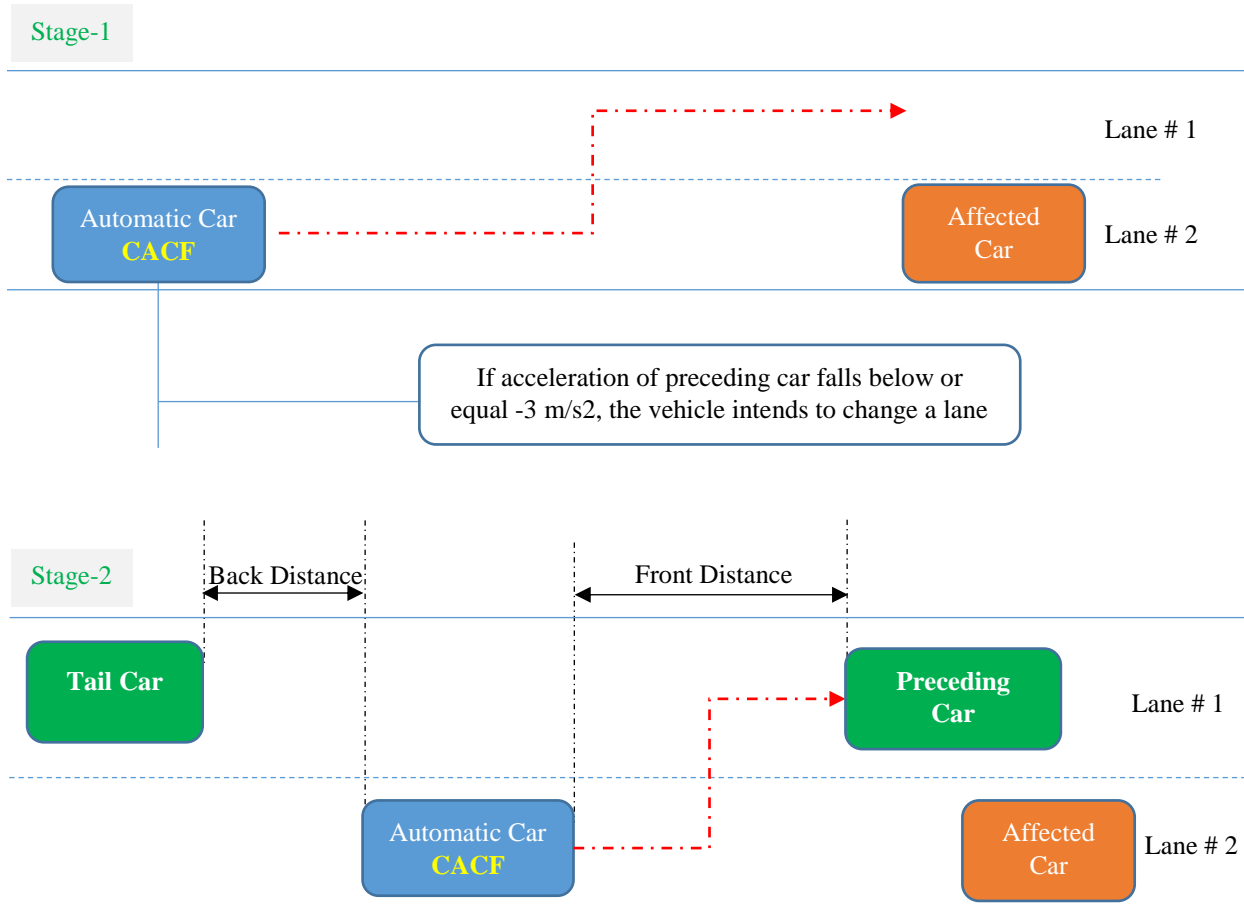 Stage-1
Lane # 1
Automatic Car
CACF
Affected
Car
Lane # 2
If acceleration of preceding car falls below or
equal -3 m/s2, the vehicle intends to change a lane
Stage-2
Back Distance
Front Distance
Tail Car
Preceding
Car
Lane # 1
Automatic Car
CACF
Affected
Car
Lane # 2